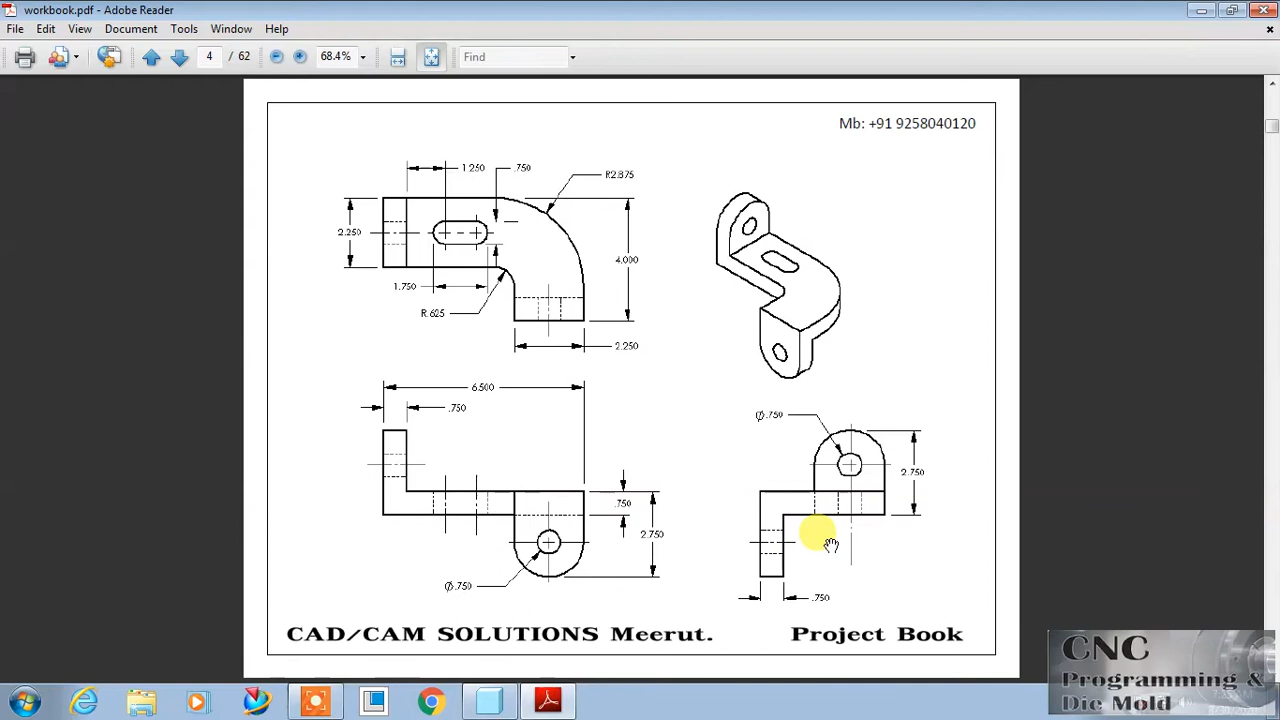 workbook.pdf - Adobe Reader
File Edit View Document Tools Window Help
4 / 62 68.4% Find
Mb: +91 9258040120
1.250 .750 R2.875
2.250 4.000
1.750
R.625
2.250
6.500
.750
Ø.750
2.750
.750
2.750
Ø.750
.750
CAD/CAM SOLUTIONS Meerut. Project Book
CNC
Programming &
Die Mold